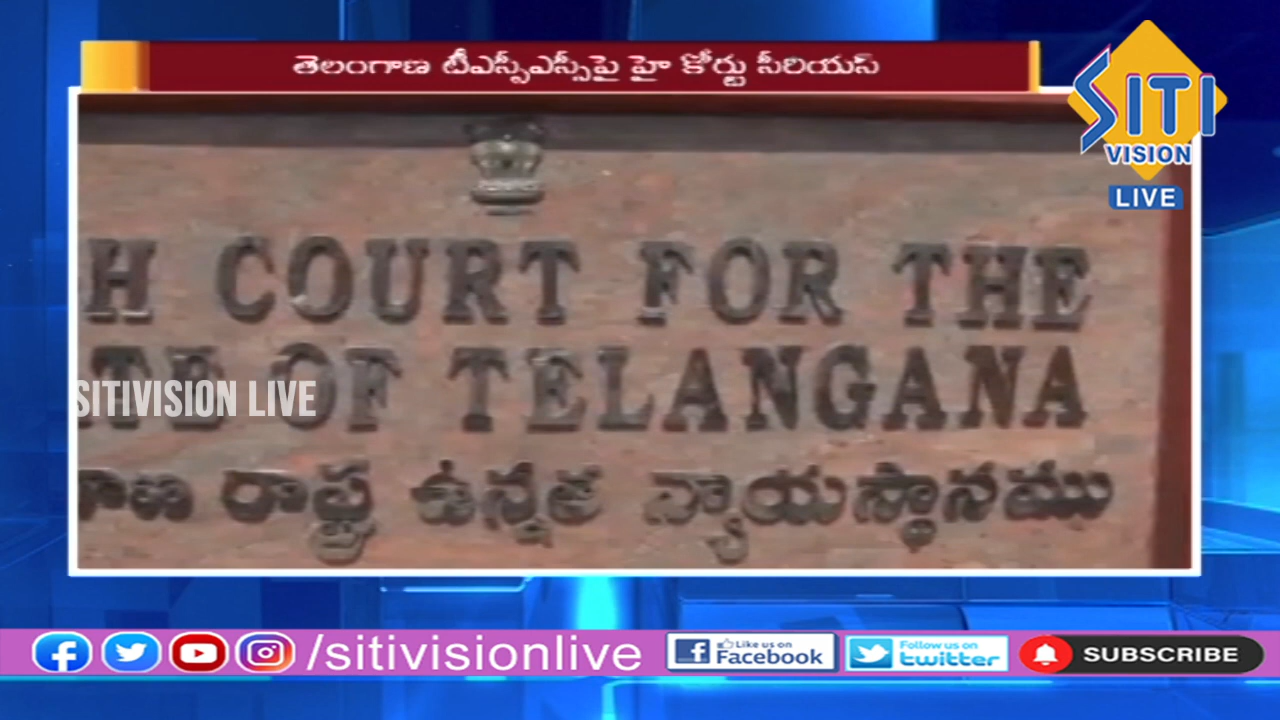 తెలంగాణ టీఎస్పీఎస్సీపై హై కోర్టు సీరియస్
SITI
VISION
LIVE
H COURT FOR THE
TE OF TELANGANA
SITIVISION LIVE
గాణ రాష్ట్ర ఉన్నత న్యాయస్థానము
/sitivisionlive
Like us on
Facebook
Follow us on
twitter
SUBSCRIBE